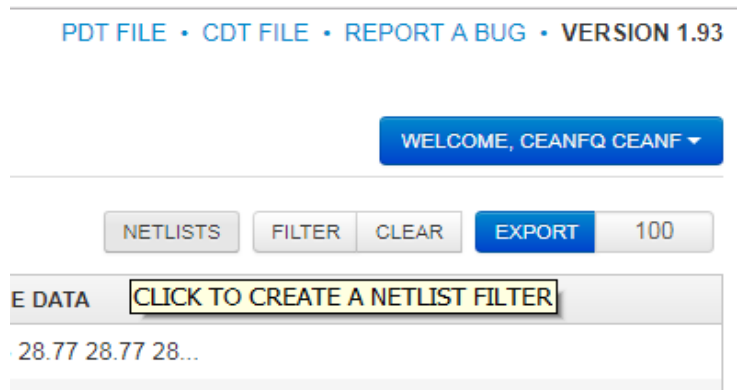 PDT FILE • CDT FILE • REPORT A BUG • VERSION 1.93
WELCOME, CEANFQ CEANF
NETLISTS FILTER CLEAR EXPORT 100
E DATA CLICK TO CREATE A NETLIST FILTER
28.77 28.77 28...